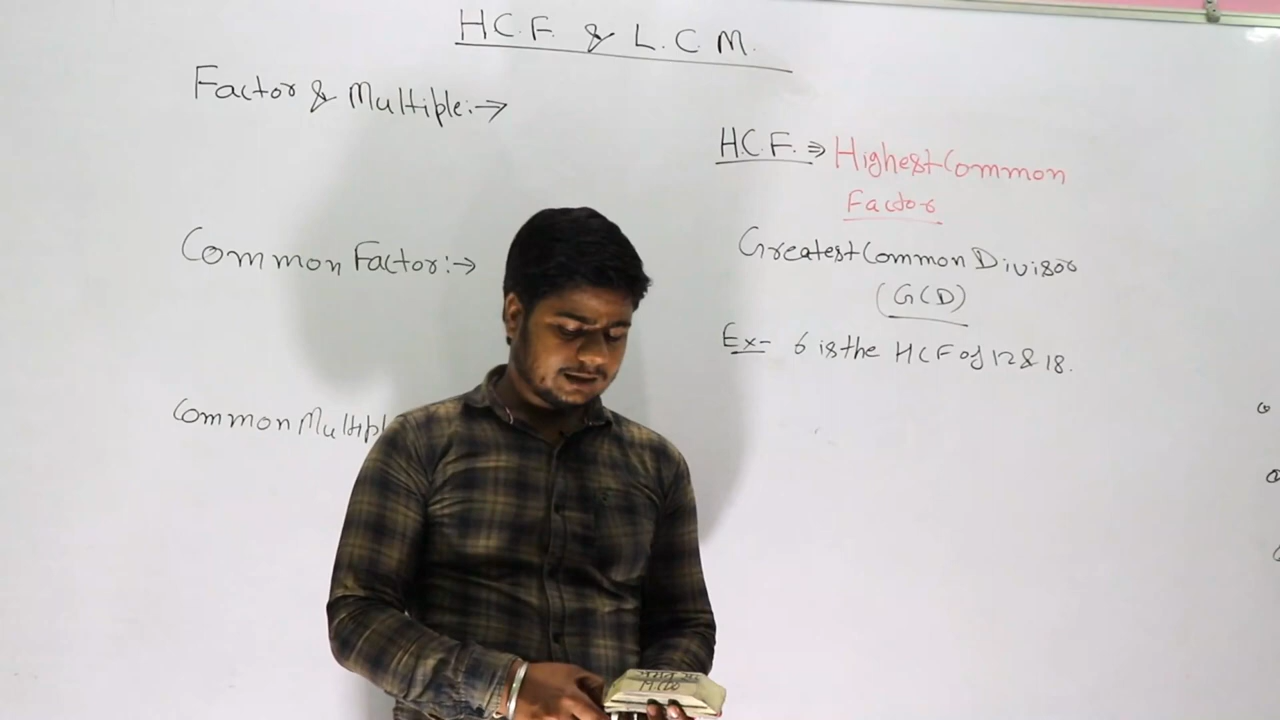 H.C.F. & L.C.M.
Factor & Multiple:→
H.C.F. ⇒ Highest Common
Factor
Common Factor:→
Greatest Common Divisor
(GCD)
Ex- 6 is the HCF of 12 & 18.
Common Multipl